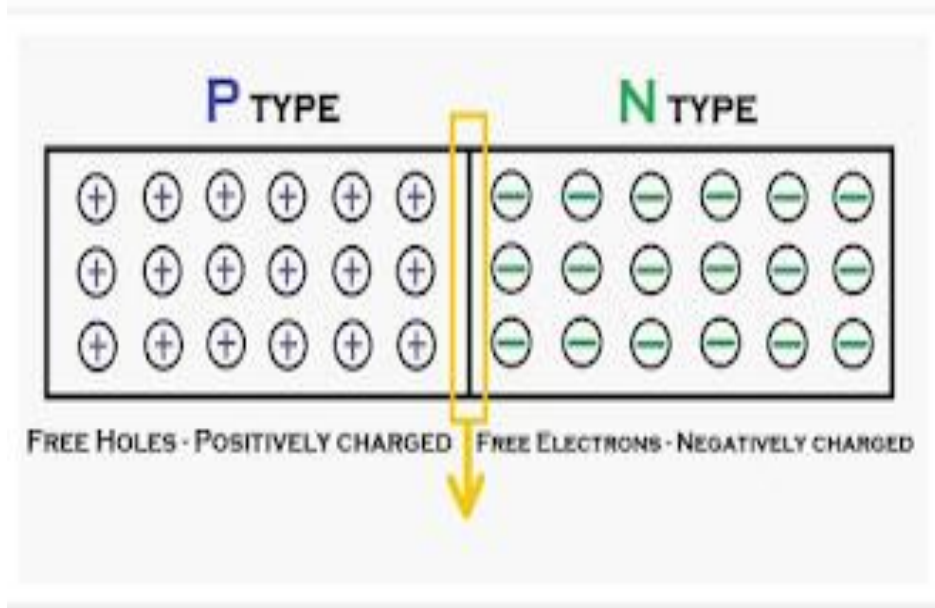 P TYPE
N TYPE
FREE HOLES - POSITIVELY CHARGED
FREE ELECTRONS - NEGATIVELY CHARGED